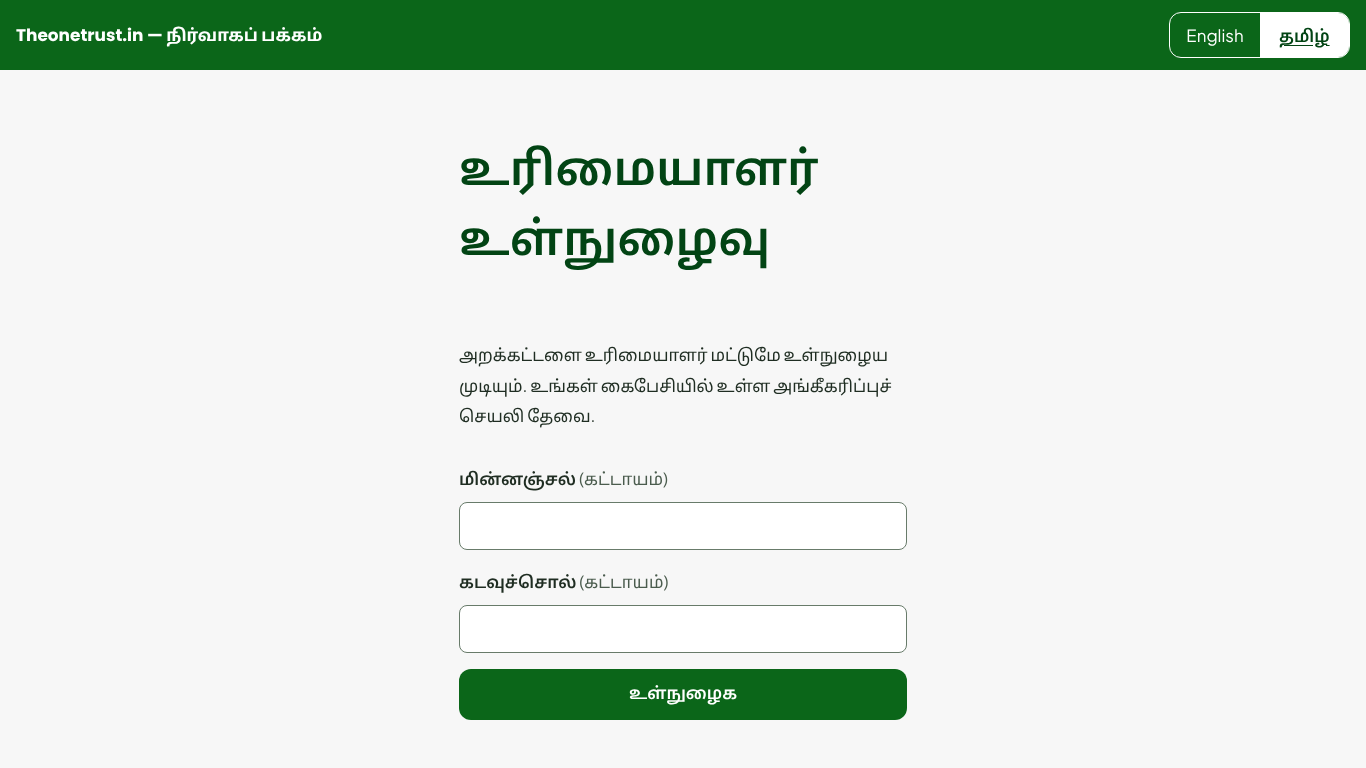 Theonetrust.in — நிர்வாகப் பக்கம்
English
தமிழ்
உரிமையாளர்
உள்நுழைவு
அறக்கட்டளை உரிமையாளர் மட்டுமே உள்நுழைய
முடியும். உங்கள் கைபேசியில் உள்ள அங்கீகரிப்புச்
செயலி தேவை.
மின்னஞ்சல் (கட்டாயம்)
கடவுச்சொல் (கட்டாயம்)
உள்நுழைக